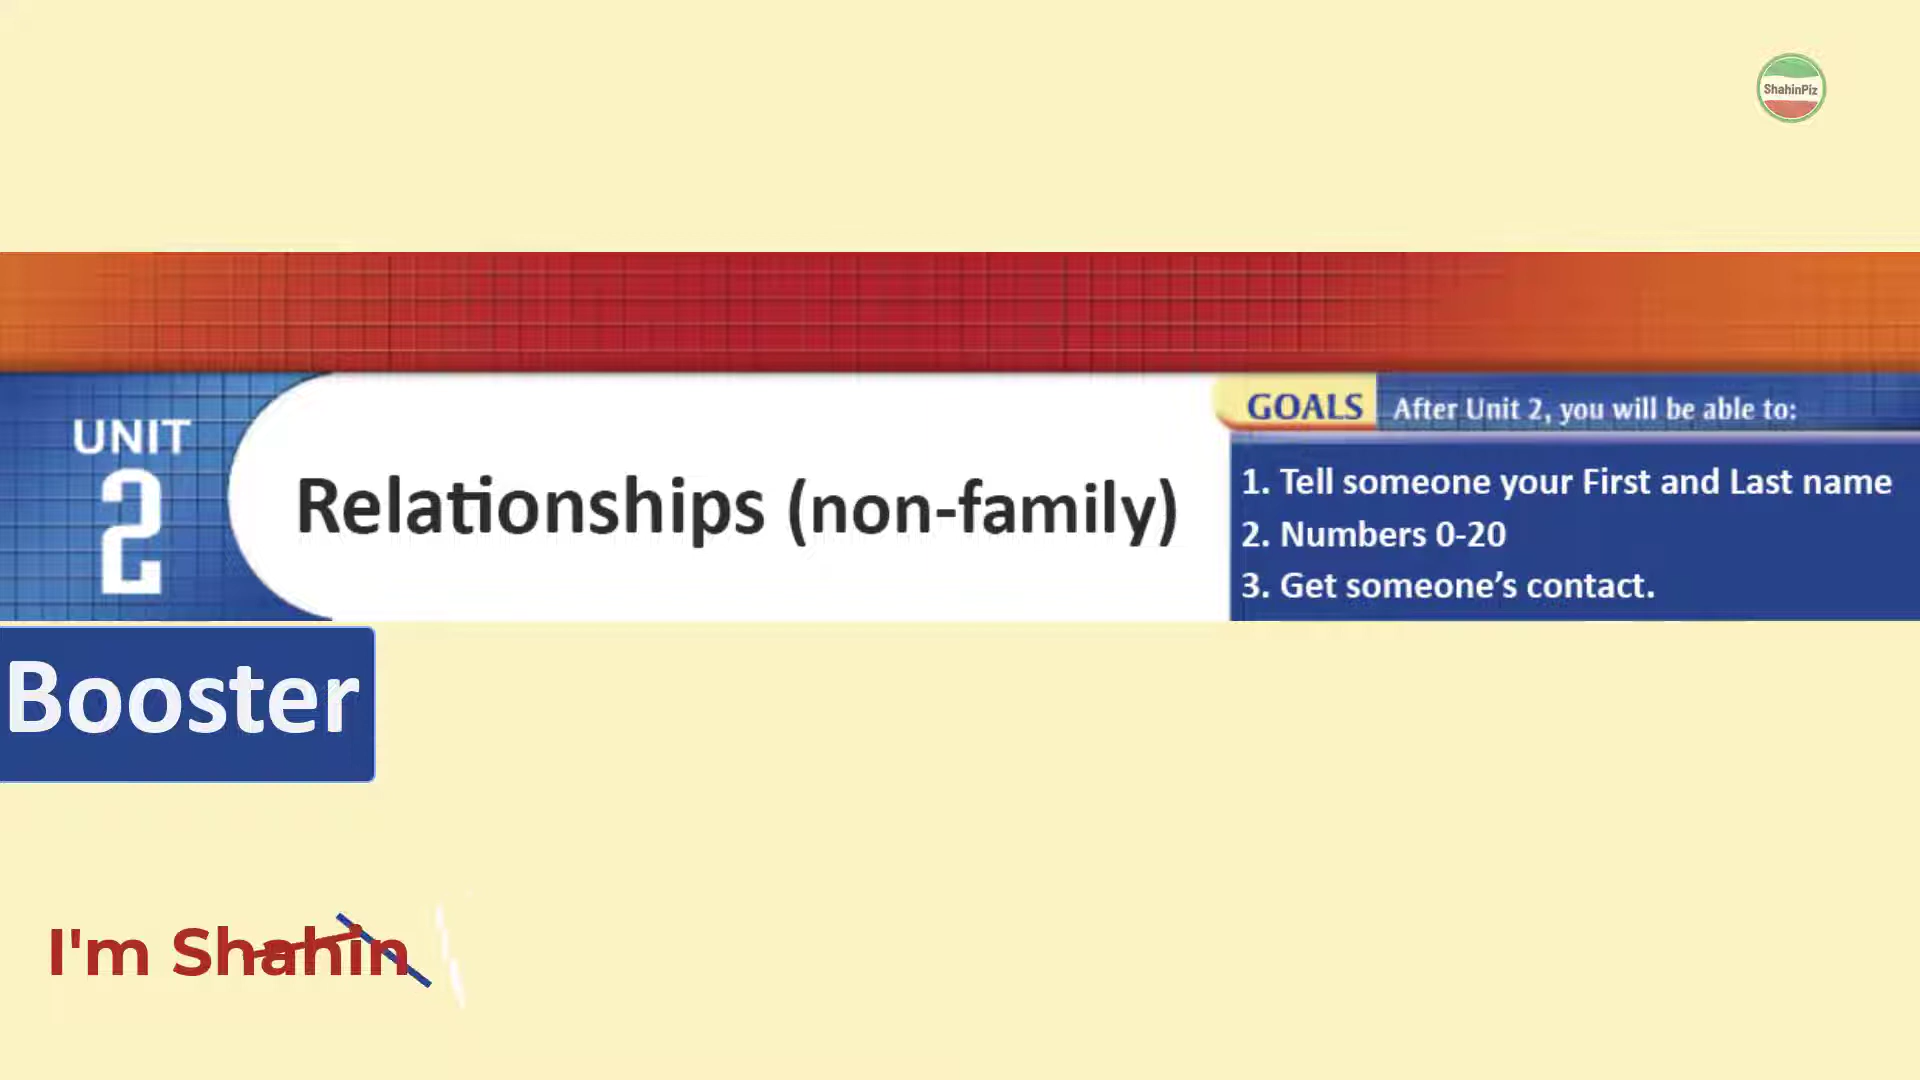 ShahinPiz
UNIT
2
Relationships (non-family)
GOALS
After Unit 2, you will be able to:
1. Tell someone your First and Last name
2. Numbers 0-20
3. Get someone’s contact.
Booster
I'm Shahin